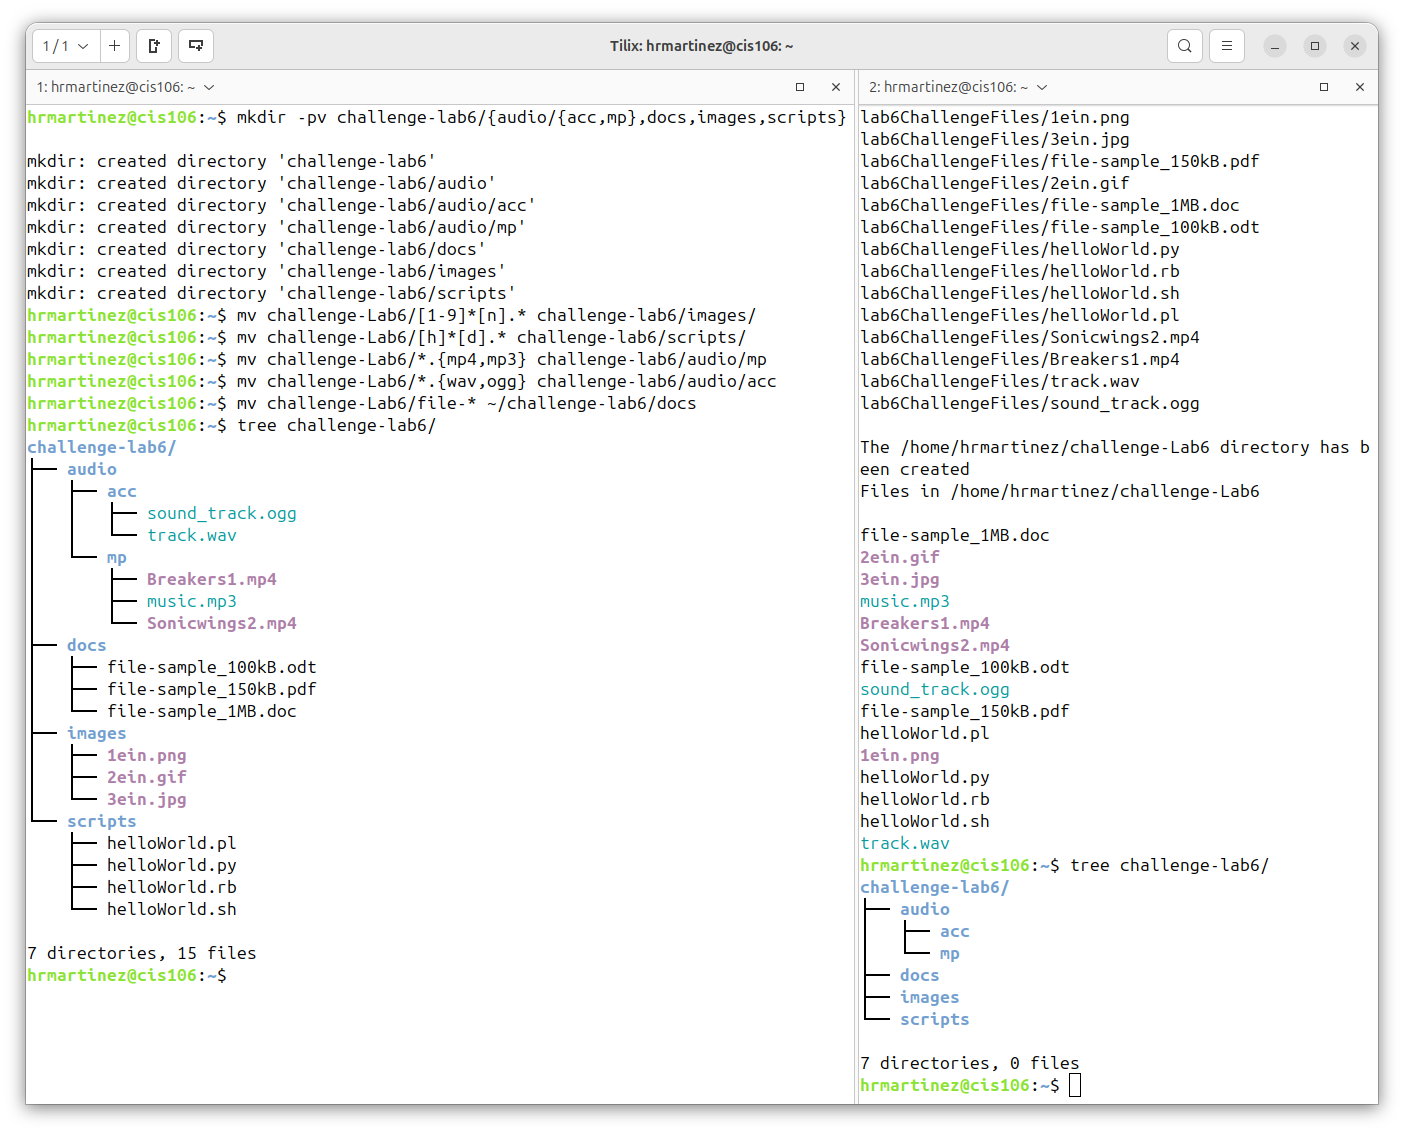 1 / 1
Tilix: hrmartinez@cis106: ~
1: hrmartinez@cis106: ~
hrmartinez@cis106:~$ mkdir -pv challenge-lab6/{audio/{acc,mp},docs,images,scripts}
mkdir: created directory 'challenge-lab6'
mkdir: created directory 'challenge-lab6/audio'
mkdir: created directory 'challenge-lab6/audio/acc'
mkdir: created directory 'challenge-lab6/audio/mp'
mkdir: created directory 'challenge-lab6/docs'
mkdir: created directory 'challenge-lab6/images'
mkdir: created directory 'challenge-lab6/scripts'
hrmartinez@cis106:~$ mv challenge-Lab6/[1-9]*[n].* challenge-lab6/images/
hrmartinez@cis106:~$ mv challenge-Lab6/[h]*[d].* challenge-lab6/scripts/
hrmartinez@cis106:~$ mv challenge-Lab6/*.{mp4,mp3} challenge-lab6/audio/mp
hrmartinez@cis106:~$ mv challenge-Lab6/*.{wav,ogg} challenge-lab6/audio/acc
hrmartinez@cis106:~$ mv challenge-Lab6/file-* ~/challenge-lab6/docs
hrmartinez@cis106:~$ tree challenge-lab6/
challenge-lab6/
├── audio
│   ├── acc
│   │   ├── sound_track.ogg
│   │   └── track.wav
│   └── mp
│       ├── Breakers1.mp4
│       ├── music.mp3
│       └── Sonicwings2.mp4
├── docs
│   ├── file-sample_100kB.odt
│   ├── file-sample_150kB.pdf
│   └── file-sample_1MB.doc
├── images
│   ├── 1ein.png
│   ├── 2ein.gif
│   └── 3ein.jpg
└── scripts
    ├── helloWorld.pl
    ├── helloWorld.py
    ├── helloWorld.rb
    └── helloWorld.sh
7 directories, 15 files
hrmartinez@cis106:~$
2: hrmartinez@cis106: ~
lab6ChallengeFiles/1ein.png
lab6ChallengeFiles/3ein.jpg
lab6ChallengeFiles/file-sample_150kB.pdf
lab6ChallengeFiles/2ein.gif
lab6ChallengeFiles/file-sample_1MB.doc
lab6ChallengeFiles/file-sample_100kB.odt
lab6ChallengeFiles/helloWorld.py
lab6ChallengeFiles/helloWorld.rb
lab6ChallengeFiles/helloWorld.sh
lab6ChallengeFiles/helloWorld.pl
lab6ChallengeFiles/Sonicwings2.mp4
lab6ChallengeFiles/Breakers1.mp4
lab6ChallengeFiles/track.wav
lab6ChallengeFiles/sound_track.ogg
The /home/hrmartinez/challenge-Lab6 directory has b
een created
Files in /home/hrmartinez/challenge-Lab6
file-sample_1MB.doc
2ein.gif
3ein.jpg
music.mp3
Breakers1.mp4
Sonicwings2.mp4
file-sample_100kB.odt
sound_track.ogg
file-sample_150kB.pdf
helloWorld.pl
1ein.png
helloWorld.py
helloWorld.rb
helloWorld.sh
track.wav
hrmartinez@cis106:~$ tree challenge-lab6/
challenge-lab6/
├── audio
│   ├── acc
│   └── mp
├── docs
├── images
└── scripts
7 directories, 0 files
hrmartinez@cis106:~$